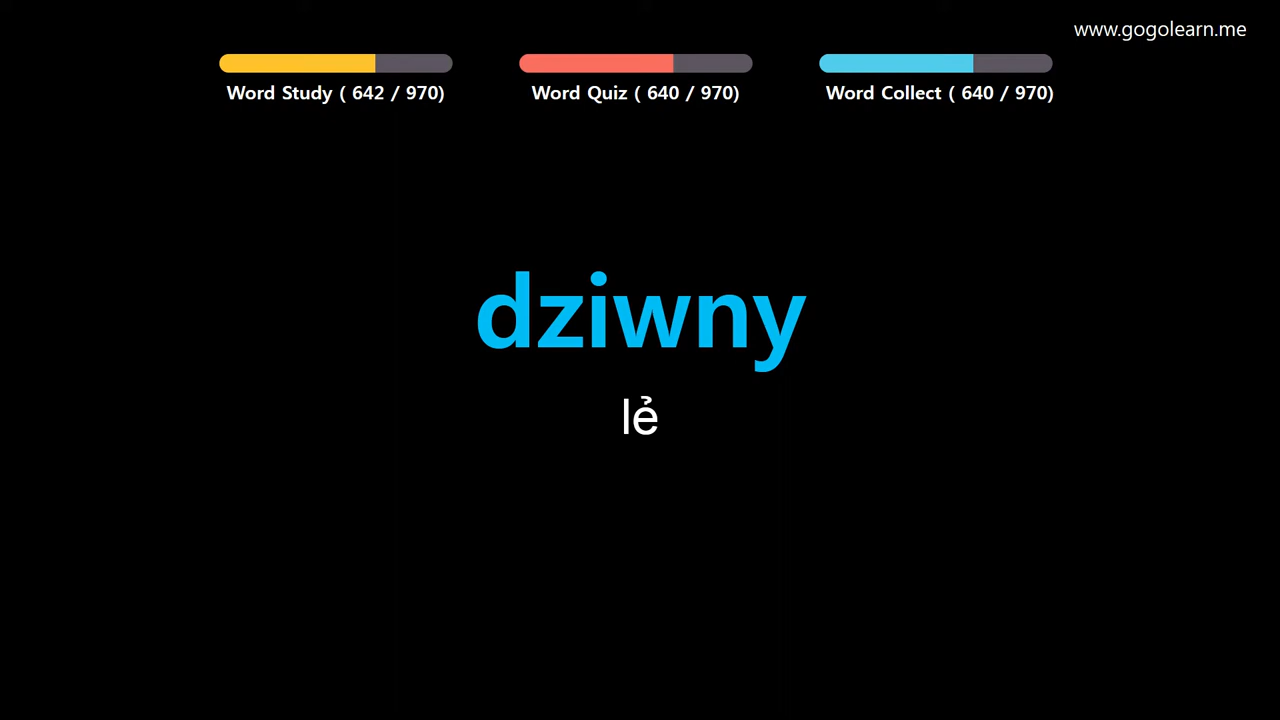 www.gogolearn.me
Word Study ( 642 / 970)
Word Quiz ( 640 / 970)
Word Collect ( 640 / 970)
dziwny
lẻ